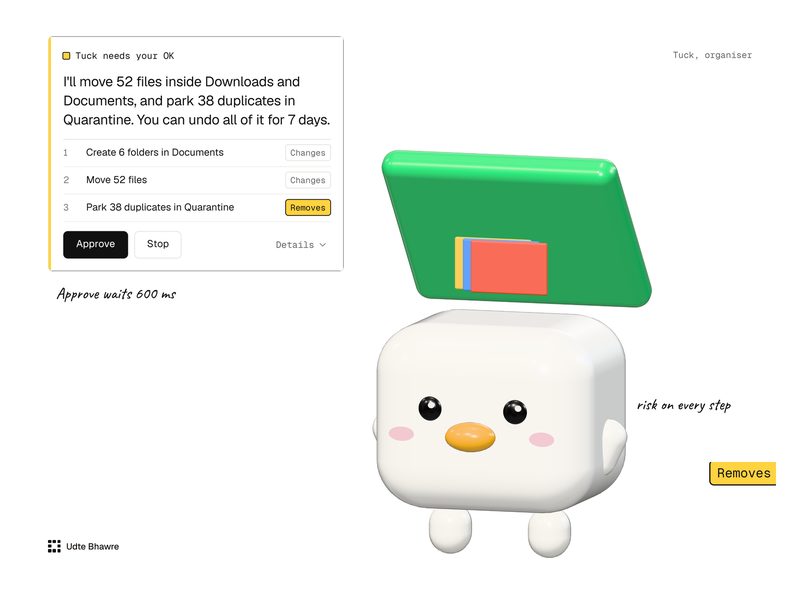 Tuck needs your OK
Tuck, organiser
I'll move 52 files inside Downloads and
Documents, and park 38 duplicates in
Quarantine. You can undo all of it for 7 days.
1 Create 6 folders in Documents Changes
2 Move 52 files Changes
3 Park 38 duplicates in Quarantine Removes
Approve Stop Details
Approve waits 600 ms
risk on every step
Removes
Udte Bhawre